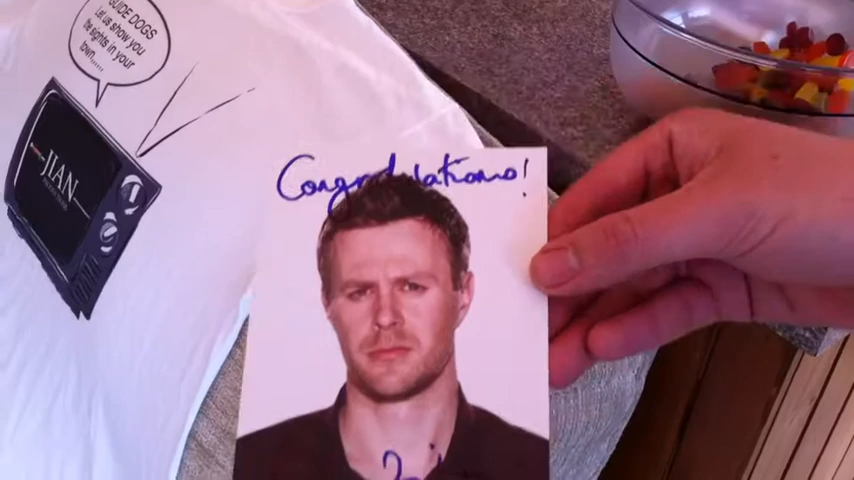 GUIDE DOGS
Let us show you
the sights in your
town.....
JIAN
Congratulations!